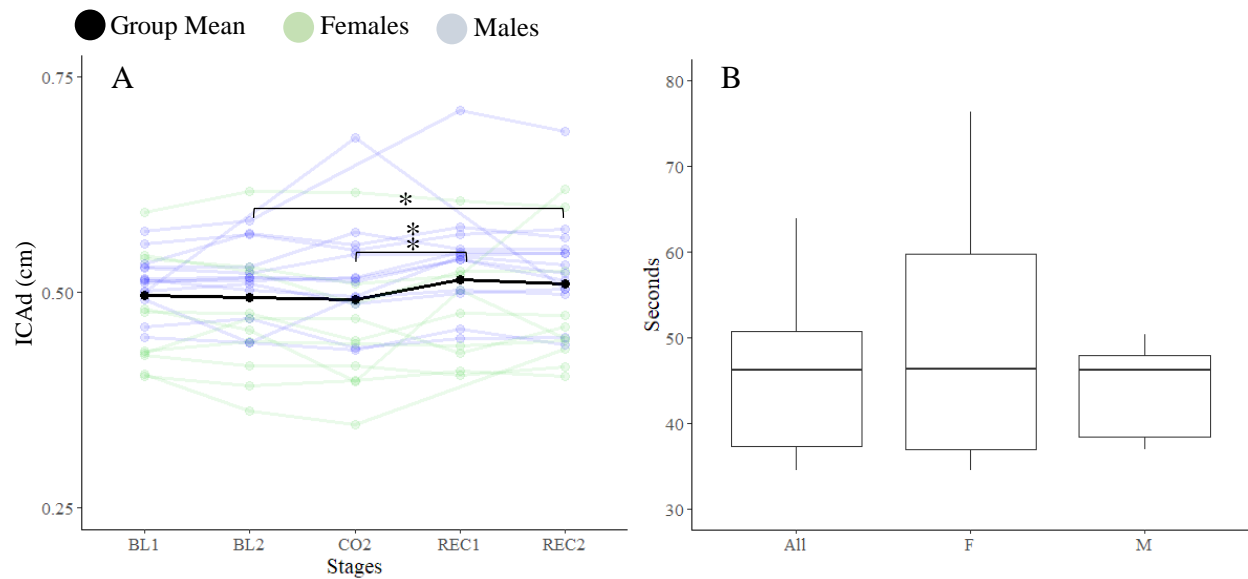 Group Mean Females Males
A
0.75
0.50
0.25
ICAd (cm)
*
*
*
BL1 BL2 CO2 REC1 REC2
Stages
B
80
70
60
50
40
30
Seconds
All F M